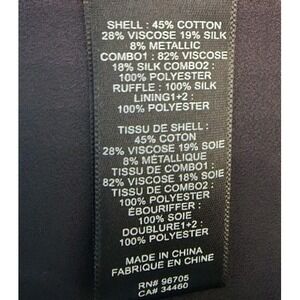 SHELL : 45% COTTON
28% VISCOSE 19% SILK
8% METALLIC
COMBO1 : 82% VISCOSE
18% SILK COMBO2 :
100% POLYESTER
RUFFLE : 100% SILK
LINING1+2 :
100% POLYESTER
TISSU DE SHELL :
45% COTON
28% VISCOSE 19% SOIE
8% MÉTALLIQUE
TISSU DE COMBO1 :
82% VISCOSE 18% SOIE
TISSU DE COMBO2 :
100% POLYESTER
ÉBOURIFFER :
100% SOIE
DOUBLURE1+2 :
100% POLYESTER
MADE IN CHINA
FABRIQUE EN CHINE
RN# 96705
CA# 34460